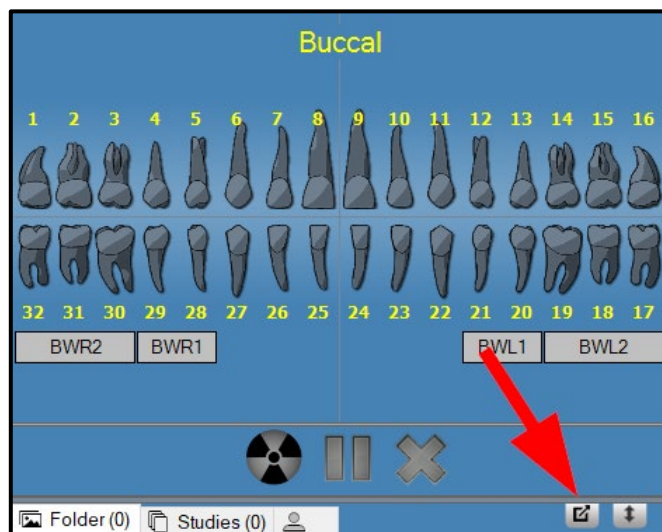 Buccal
1 2 3 4 5 6 7 8 9 10 11 12 13 14 15 16
32 31 30 29 28 27 26 25 24 23 22 21 20 19 18 17
BWR2 BWR1 BWL1 BWL2
Folder (0) Studies (0)